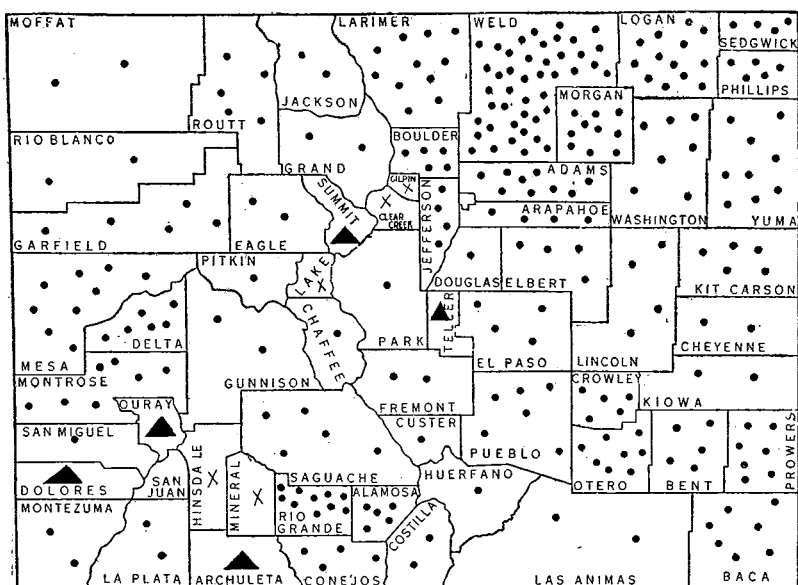 MOFFAT
LARIMER
WELD
LOGAN
SEDGWICK
PHILLIPS
JACKSON
MORGAN
ROUTT
RIO BLANCO
BOULDER
GRAND
GILPIN
ADAMS
SUMMIT
CLEAR
CREEK
JEFFERSON
ARAPAHOE
WASHINGTON
YUMA
GARFIELD
EAGLE
PITKIN
LAKE
DOUGLAS
ELBERT
KIT CARSON
CHAFFEE
TELLER
DELTA
PARK
CHEYENNE
MESA
EL PASO
LINCOLN
MONTROSE
GUNNISON
CROWLEY
KIOWA
OURAY
FREMONT
CUSTER
SAN MIGUEL
PUEBLO
PROWERS
HINSDALE
MINERAL
SAGUACHE
HUERFANO
DOLORES
SAN
JUAN
ALAMOSA
OTERO
BENT
MONTEZUMA
RIO
GRANDE
COSTILLA
LA PLATA
ARCHULETA
CONEJOS
LAS ANIMAS
BACA